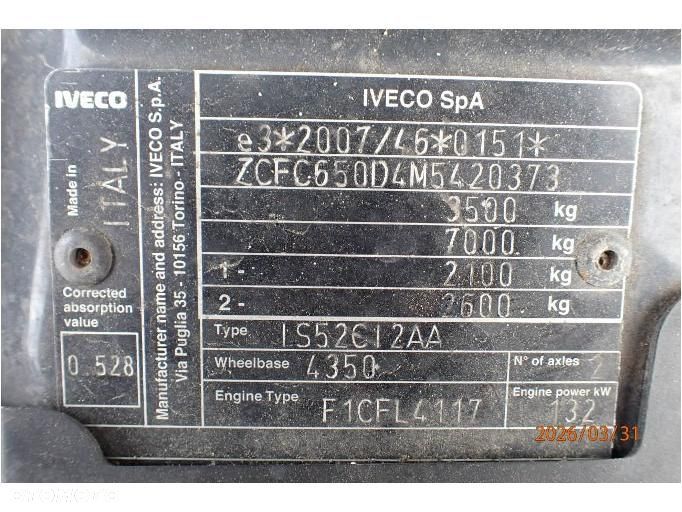 IVECO
Made in
ITALY
Corrected
absorption
value
0.528
Manufacturer name and address: IVECO S.p.A.
Via Puglia 35 - 10156 Torino - ITALY
IVECO SpA
e3*2007/46*0151*
ZCFC650D4M5420373
3500 kg
7000 kg
1- 2100 kg
2- 2600 kg
Type IS52CI2AA
Wheelbase 4350
N° of axles 2
Engine Type F1CFL4117
Engine power kW
132
2026/03/31
OTOMOTO